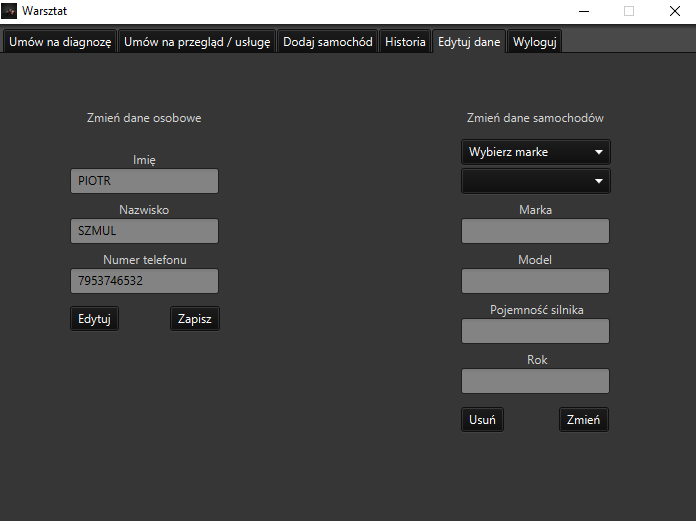 Warsztat
Umów na diagnozę Umów na przegląd / usługę Dodaj samochód Historia Edytuj dane Wyloguj
Zmień dane osobowe
Imię
PIOTR
Nazwisko
SZMUL
Numer telefonu
7953746532
Edytuj Zapisz
Zmień dane samochodów
Wybierz marke
Marka
Model
Pojemność silnika
Rok
Usuń Zmień